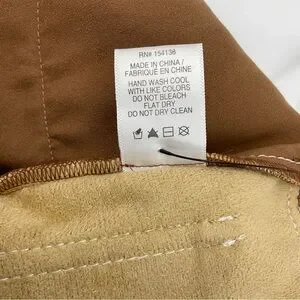 RN# 154138
MADE IN CHINA /
FABRIQUÉ EN CHINE
HAND WASH COOL
WITH LIKE COLORS
DO NOT BLEACH
FLAT DRY
DO NOT DRY CLEAN